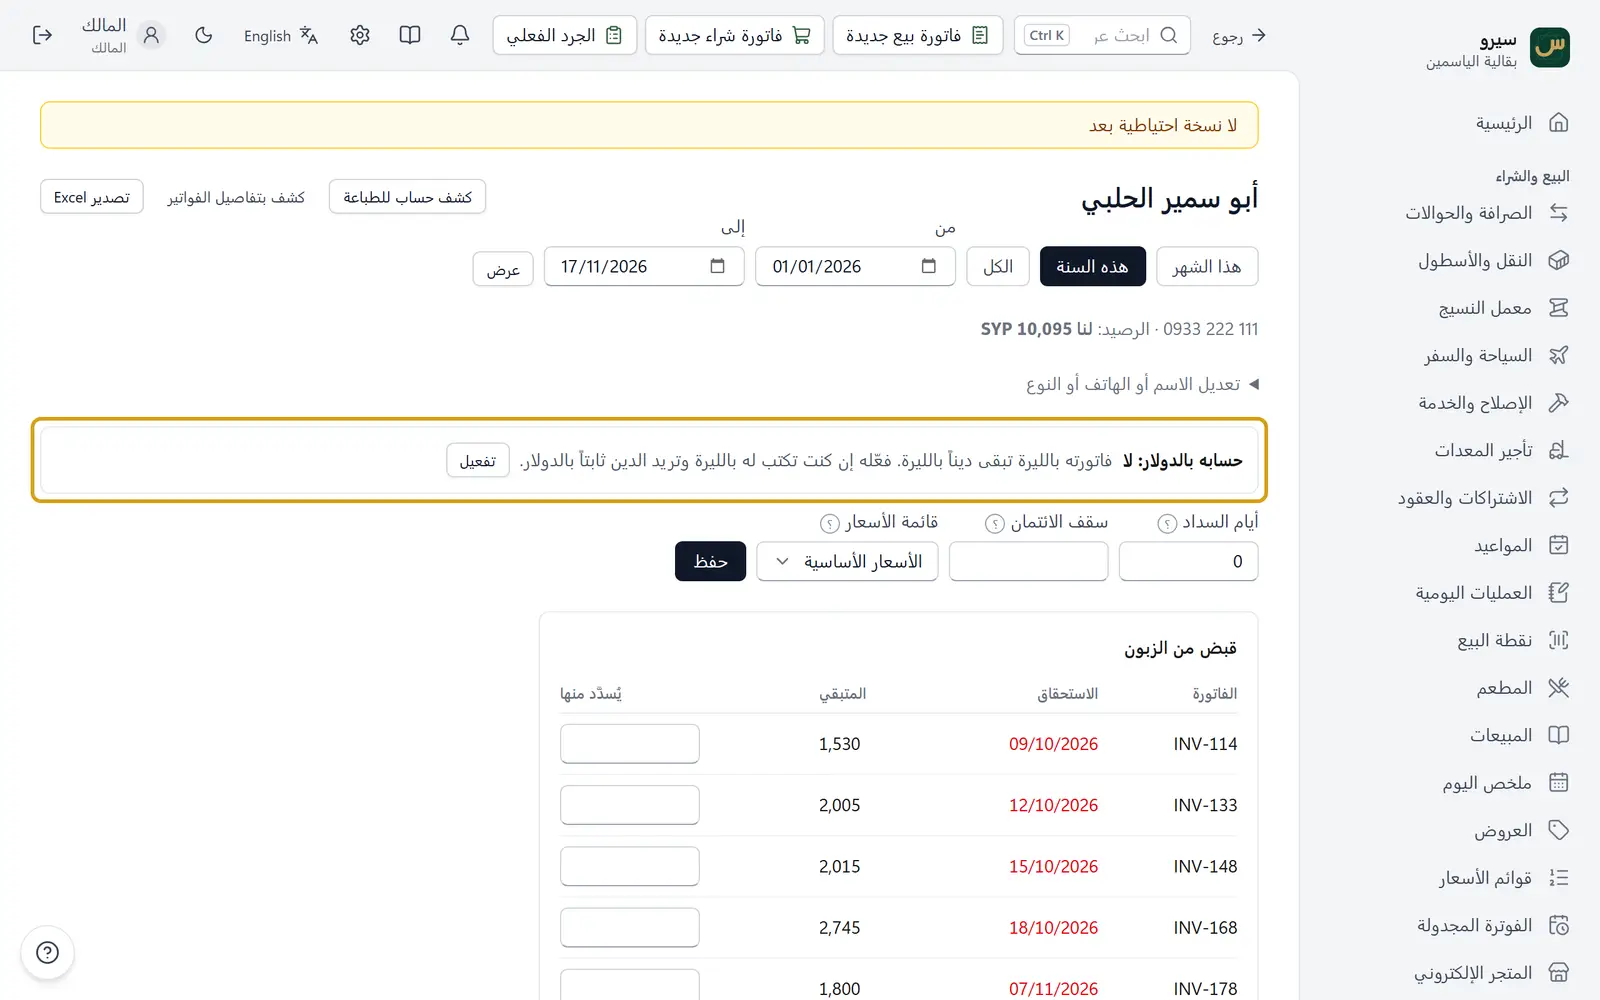 سيرو
بقالية الياسمين
رجوع
ابحث عر
Ctrl K
فاتورة بيع جديدة
فاتورة شراء جديدة
الجرد الفعلي
English
المالك
المالك
الرئيسية
البيع والشراء
الصرافة والحوالات
النقل والأسطول
معمل النسيج
السياحة والسفر
الإصلاح والخدمة
تأجير المعدات
الاشتراكات والعقود
المواعيد
العمليات اليومية
نقطة البيع
المطعم
المبيعات
ملخص اليوم
العروض
قوائم الأسعار
الفوترة المجدولة
المتجر الإلكتروني
لا نسخة احتياطية بعد
أبو سمير الحلبي
كشف حساب للطباعة
كشف بتفاصيل الفواتير
تصدير Excel
من
إلى
هذا الشهر
هذه السنة
الكل
01/01/2026
17/11/2026
عرض
0933 222 111 · الرصيد: لنا 10,095 SYP
تعديل الاسم أو الهاتف أو النوع
حسابه بالدولار: لا فاتورته بالليرة تبقى ديناً بالليرة. فعّله إن كنت تكتب له بالليرة وتريد الدين ثابتاً بالدولار. تفعيل
أيام السداد ؟
سقف الائتمان ؟
قائمة الأسعار ؟
0
الأسعار الأساسية
حفظ
قبض من الزبون
الفاتورة الاستحقاق المتبقي يُسدَّد منها
INV-114 09/10/2026 1,530
INV-133 12/10/2026 2,005
INV-148 15/10/2026 2,015
INV-168 18/10/2026 2,745
INV-178 07/11/2026 1,800